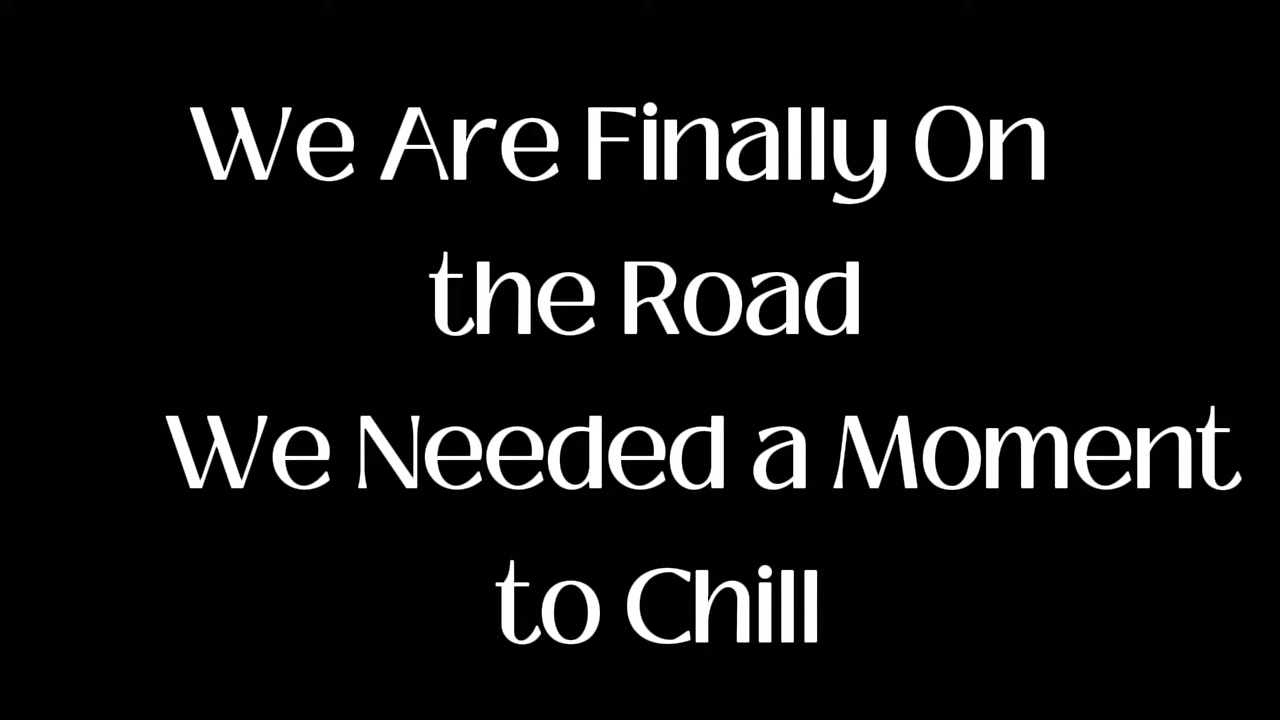 We Are Finally On
the Road
We Needed a Moment
to Chill